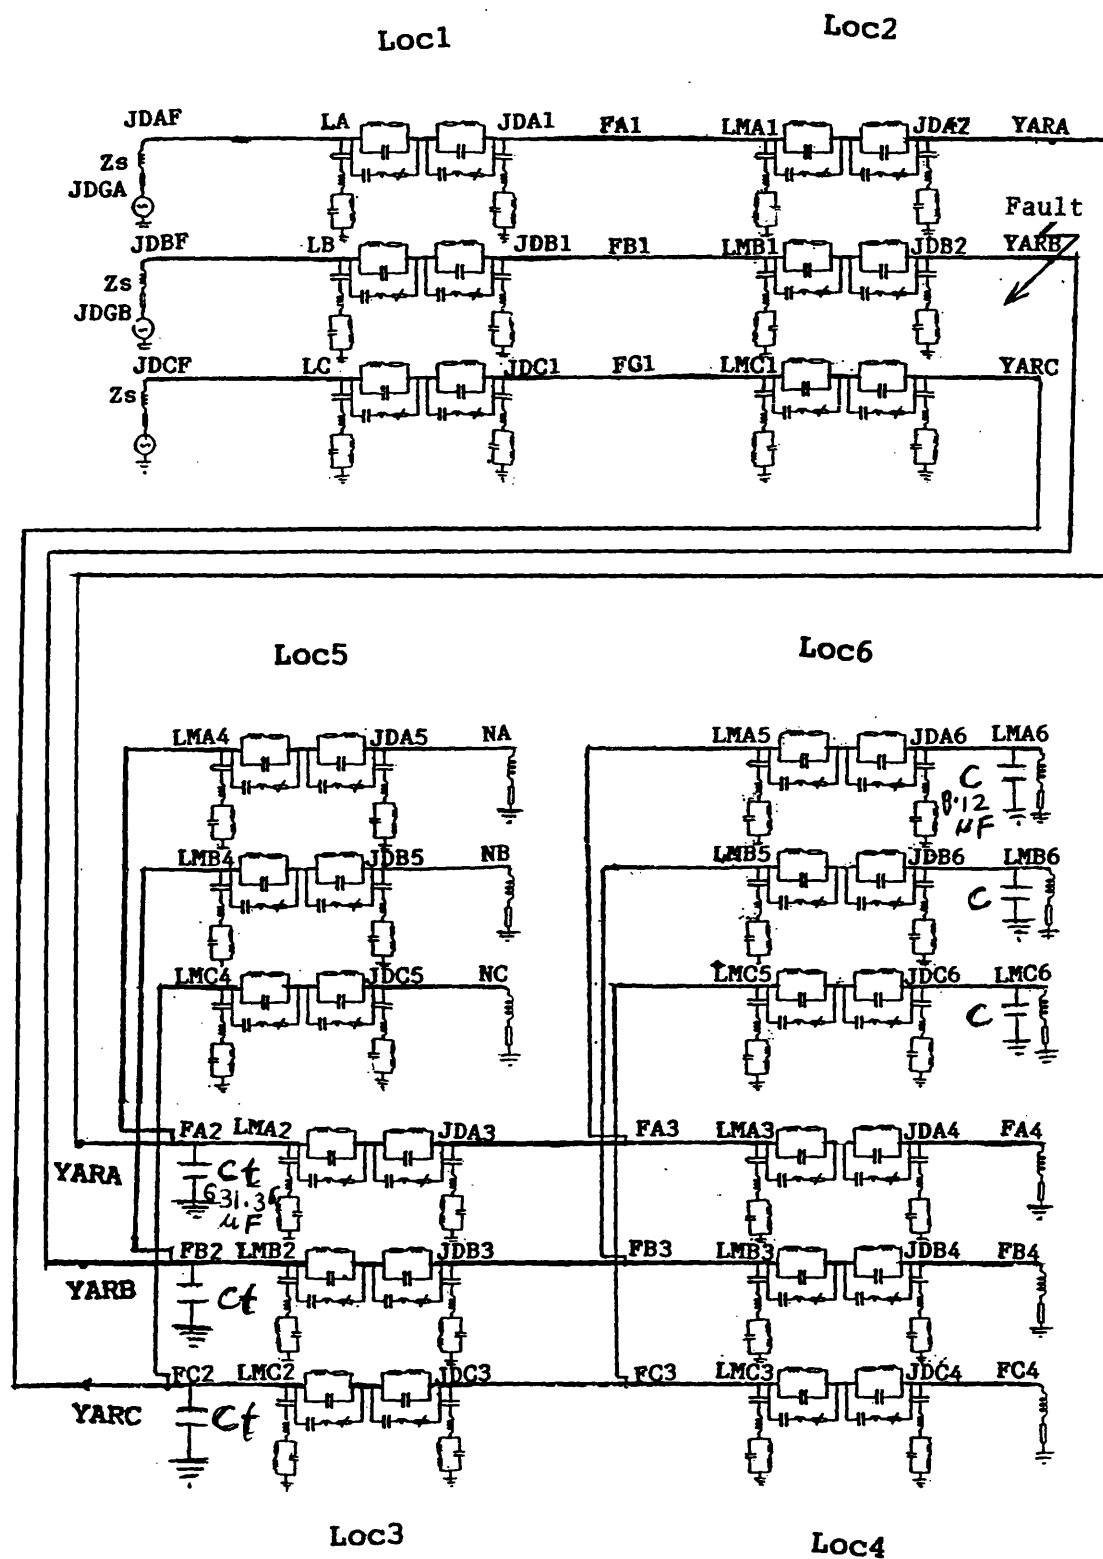 Loc1 Loc2
JDAF LA JDA1 FA1 LMA1 JDA2 YARA
Zs
JDGA
Fault
JDBF LB JDB1 FB1 LMB1 JDB2 YARB
Zs
JDGB
JDCF LC JDC1 FG1 LMC1 YARC
Zs
Loc5 Loc6
LMA4 JDA5 NA LMA5 JDA6 LMA6
C
8.12
μF
LMB4 JDB5 NB LMB5 JDB6 LMB6
C
LMC4 JDC5 NC LMC5 JDC6 LMC6
C
FA2 LMA2 JDA3 FA3 LMA3 JDA4 FA4
YARA Ct
631.36
μF
FB2 LMB2 JDB3 FB3 LMB3 JDB4 FB4
YARB Ct
FC2 LMC2 JDC3 FC3 LMC3 JDC4 FC4
YARC Ct
Loc3 Loc4